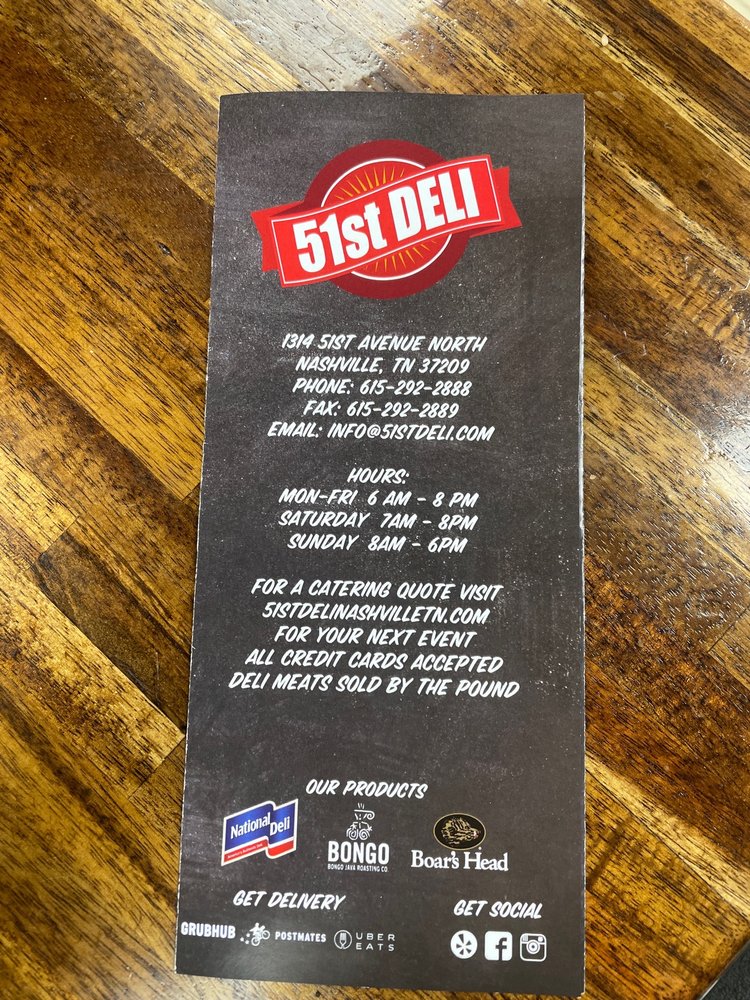 51st DELI
1314 51ST AVENUE NORTH
NASHVILLE, TN 37209
PHONE: 615-292-2888
FAX: 615-292-2889
EMAIL: INFO@51STDELI.COM
HOURS:
MON-FRI 6 AM - 8 PM
SATURDAY 7AM - 8PM
SUNDAY 8AM - 6PM
FOR A CATERING QUOTE VISIT
51STDELINASHVILLETN.COM
FOR YOUR NEXT EVENT
ALL CREDIT CARDS ACCEPTED
DELI MEATS SOLD BY THE POUND
OUR PRODUCTS
National Deli
BONGO
BONGO JAVA ROASTING CO.
Boar's Head
GET DELIVERY
GET SOCIAL
GRUBHUB
POSTMATES
UBER
EATS